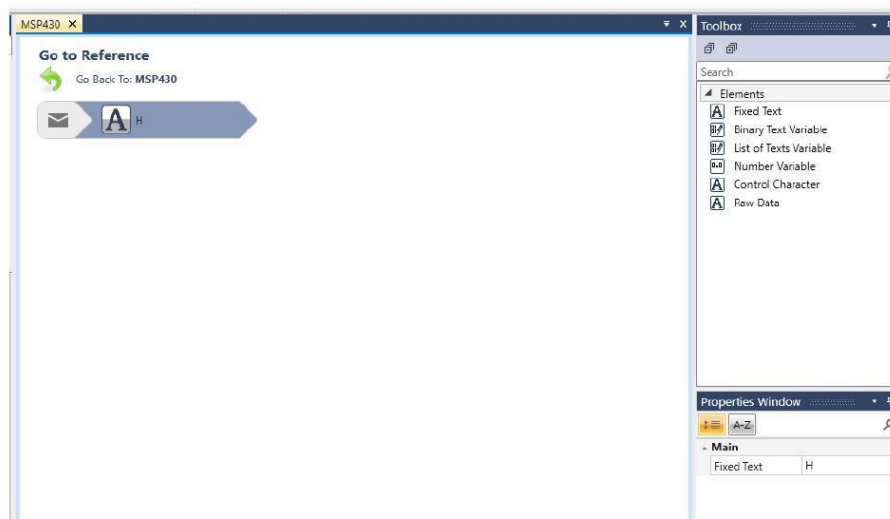 MSP430
Go to Reference
Go Back To: MSP430
A H
Toolbox
Search
Elements
A Fixed Text
Binary Text Variable
List of Texts Variable
Number Variable
A Control Character
A Raw Data
Properties Window
A-Z
Main
Fixed Text H